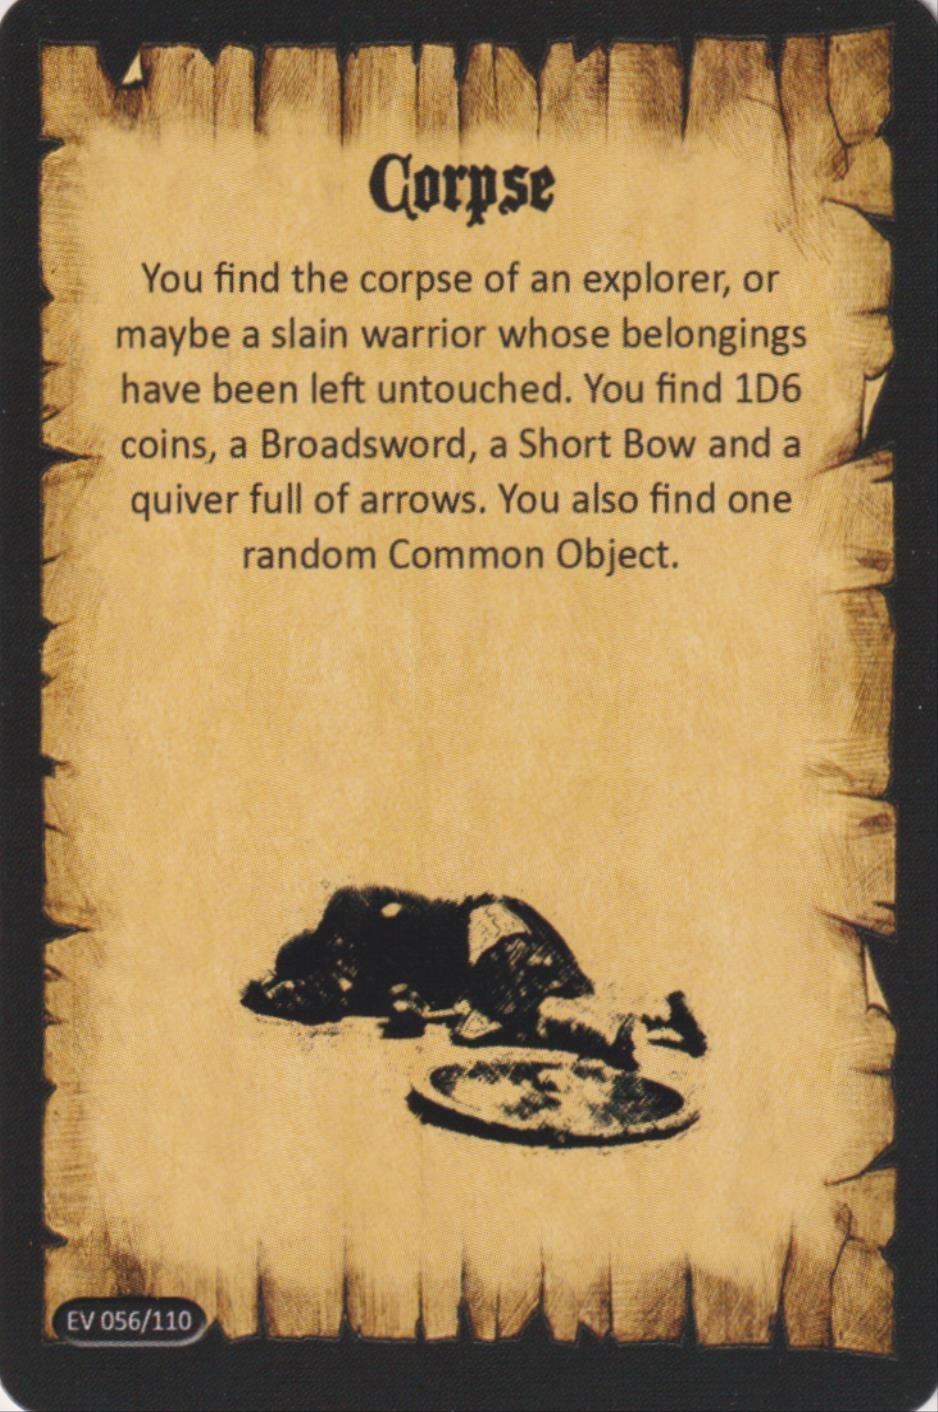 Corpse
You find the corpse of an explorer, or
maybe a slain warrior whose belongings
have been left untouched. You find 1D6
coins, a Broadsword, a Short Bow and a
quiver full of arrows. You also find one
random Common Object.
EV 056/110